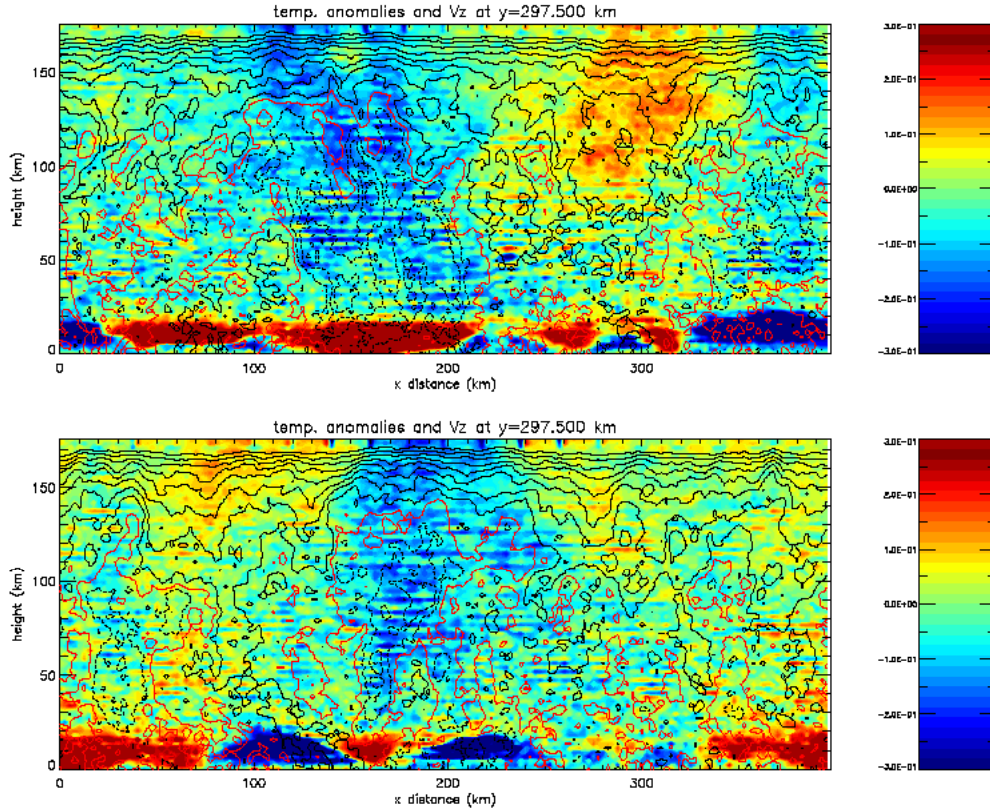 temp. anomalies and Vz at y=297.500 km
150
100
50
0
height (km)
0
100
200
300
x distance (km)
3.0E-01
2.0E-01
1.0E-01
0.0E+00
-1.0E-01
-2.0E-01
-3.0E-01
temp. anomalies and Vz at y=297.500 km
150
100
50
0
height (km)
0
100
200
300
x distance (km)
3.0E-01
2.0E-01
1.0E-01
0.0E+00
-1.0E-01
-2.0E-01
-3.0E-01